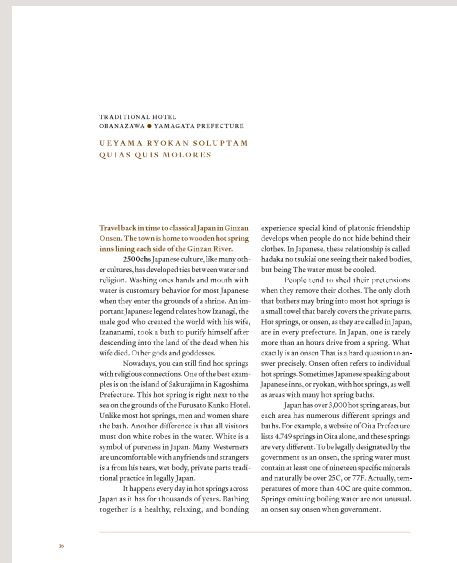 TRADITIONAL HOTEL
OBANAZAWA ● YAMAGATA PREFECTURE
UEYAMA RYOKAN SOLUPTAM
QUIAS QUIS MOLORES
Travel back in time to classical Japan in Ginzan
Onsen. The town is home to wooden hot spring
inns lining each side of the Ginzan River.
2500chs Japanese culture, like many oth-
er cultures, has developed ties between water and
religion. Washing ones hands and mouth with
water is customary behavior for most Japanese
when they enter the grounds of a shrine. An im-
portant Japanese legend relates how Izanagi, the
male god who created the world with his wife,
Izananami, took a bath to purify himself after
descending into the land of the dead when his
wife died. Other gods and goddesses.
Nowadays, you can still find hot springs
with religious connections. One of the best exam-
ples is on the island of Sakurajima in Kagoshima
Prefecture. This hot spring is right next to the
sea on the grounds of the Furusato Kanko Hotel.
Unlike most hot springs, men and women share
the bath. Another difference is that all visitors
must don white robes in the water. White is a
symbol of pureness in Japan. Many Westerners
are uncomfortable with anyfriends and strangers
is a from his tears, wet body, private parts tradi-
tional practice in legally Japan.
It happens every day in hot springs across
Japan as it has for thousands of years. Bathing
together is a healthy, relaxing, and bonding
experience special kind of platonic friendship
develops when people do not hide behind their
clothes. In Japanese, these relationship is called
hadaka no tsukiai one seeing their naked bodies,
but being The water must be cooled.
People tend to shed their pretensions
when they remove their clothes. The only cloth
that bathers may bring into most hot springs is
a small towel that barely covers the private parts.
Hot springs, or onsen, as they are called in Japan,
are in every prefecture. In Japan, one is rarely
more than an hours drive from a spring. What
exactly is an onsen That is a hard question to an-
swer precisely. Onsen often refers to individual
hot springs. Sometimes Japanese speaking about
Japanese inns, or ryokan, with hot springs, as well
as areas with many hot spring baths.
Japan has over 3,000 hot spring areas, but
each area has numerous different springs and
baths. For example, a website of Oita Prefecture
lists 4,749 springs in Oita alone, and these springs
are very different. To be legally designated by the
government as an onsen, the spring water must
contain at least one of nineteen specific minerals
and naturally be over 25C, or 77F. Actually, tem-
peratures of more than 40C are quite common.
Springs emitting boiling water are not unusual.
an onsen say onsen when government.